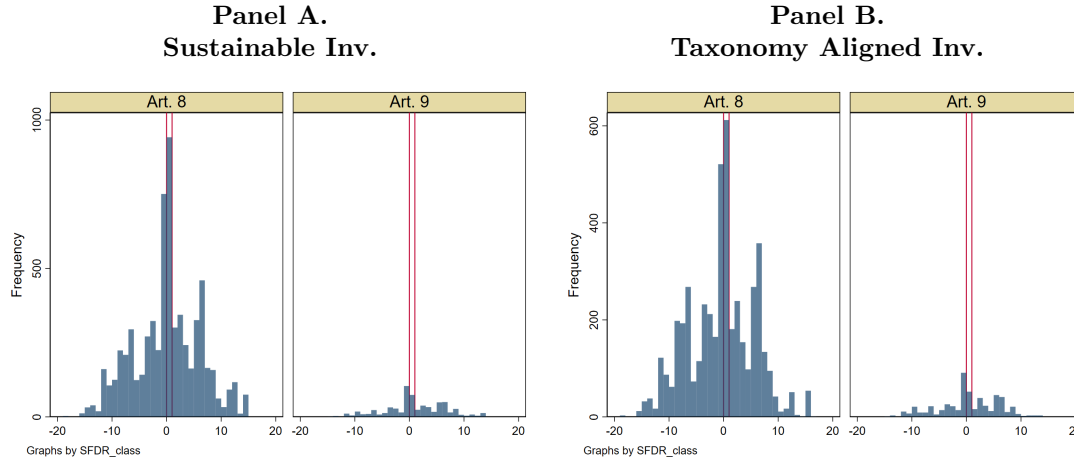 Panel A.
Sustainable Inv.
Art. 8
Art. 9
Frequency
1000
500
0
-20 -10 0 10 20
-20 -10 0 10 20
Graphs by SFDR_class
Panel B.
Taxonomy Aligned Inv.
Art. 8
Art. 9
Frequency
600
400
200
0
-20 -10 0 10 20
-20 -10 0 10 20
Graphs by SFDR_class